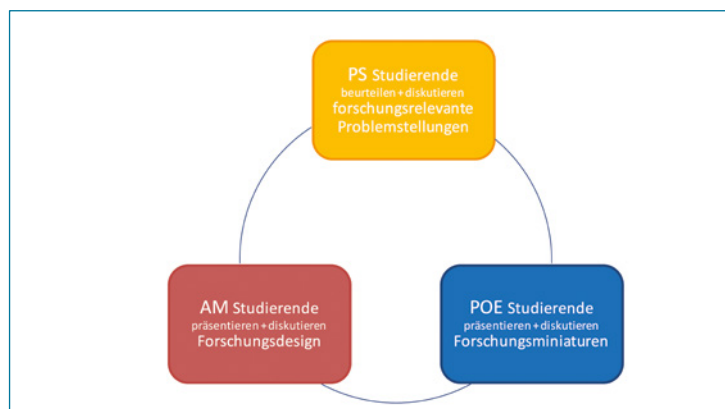 PS Studierende
beurteilen + diskutieren
forschungsrelevante
Problemstellungen
AM Studierende
präsentieren + diskutieren
Forschungsdesign
POE Studierende
präsentieren + diskutieren
Forschungsminiaturen